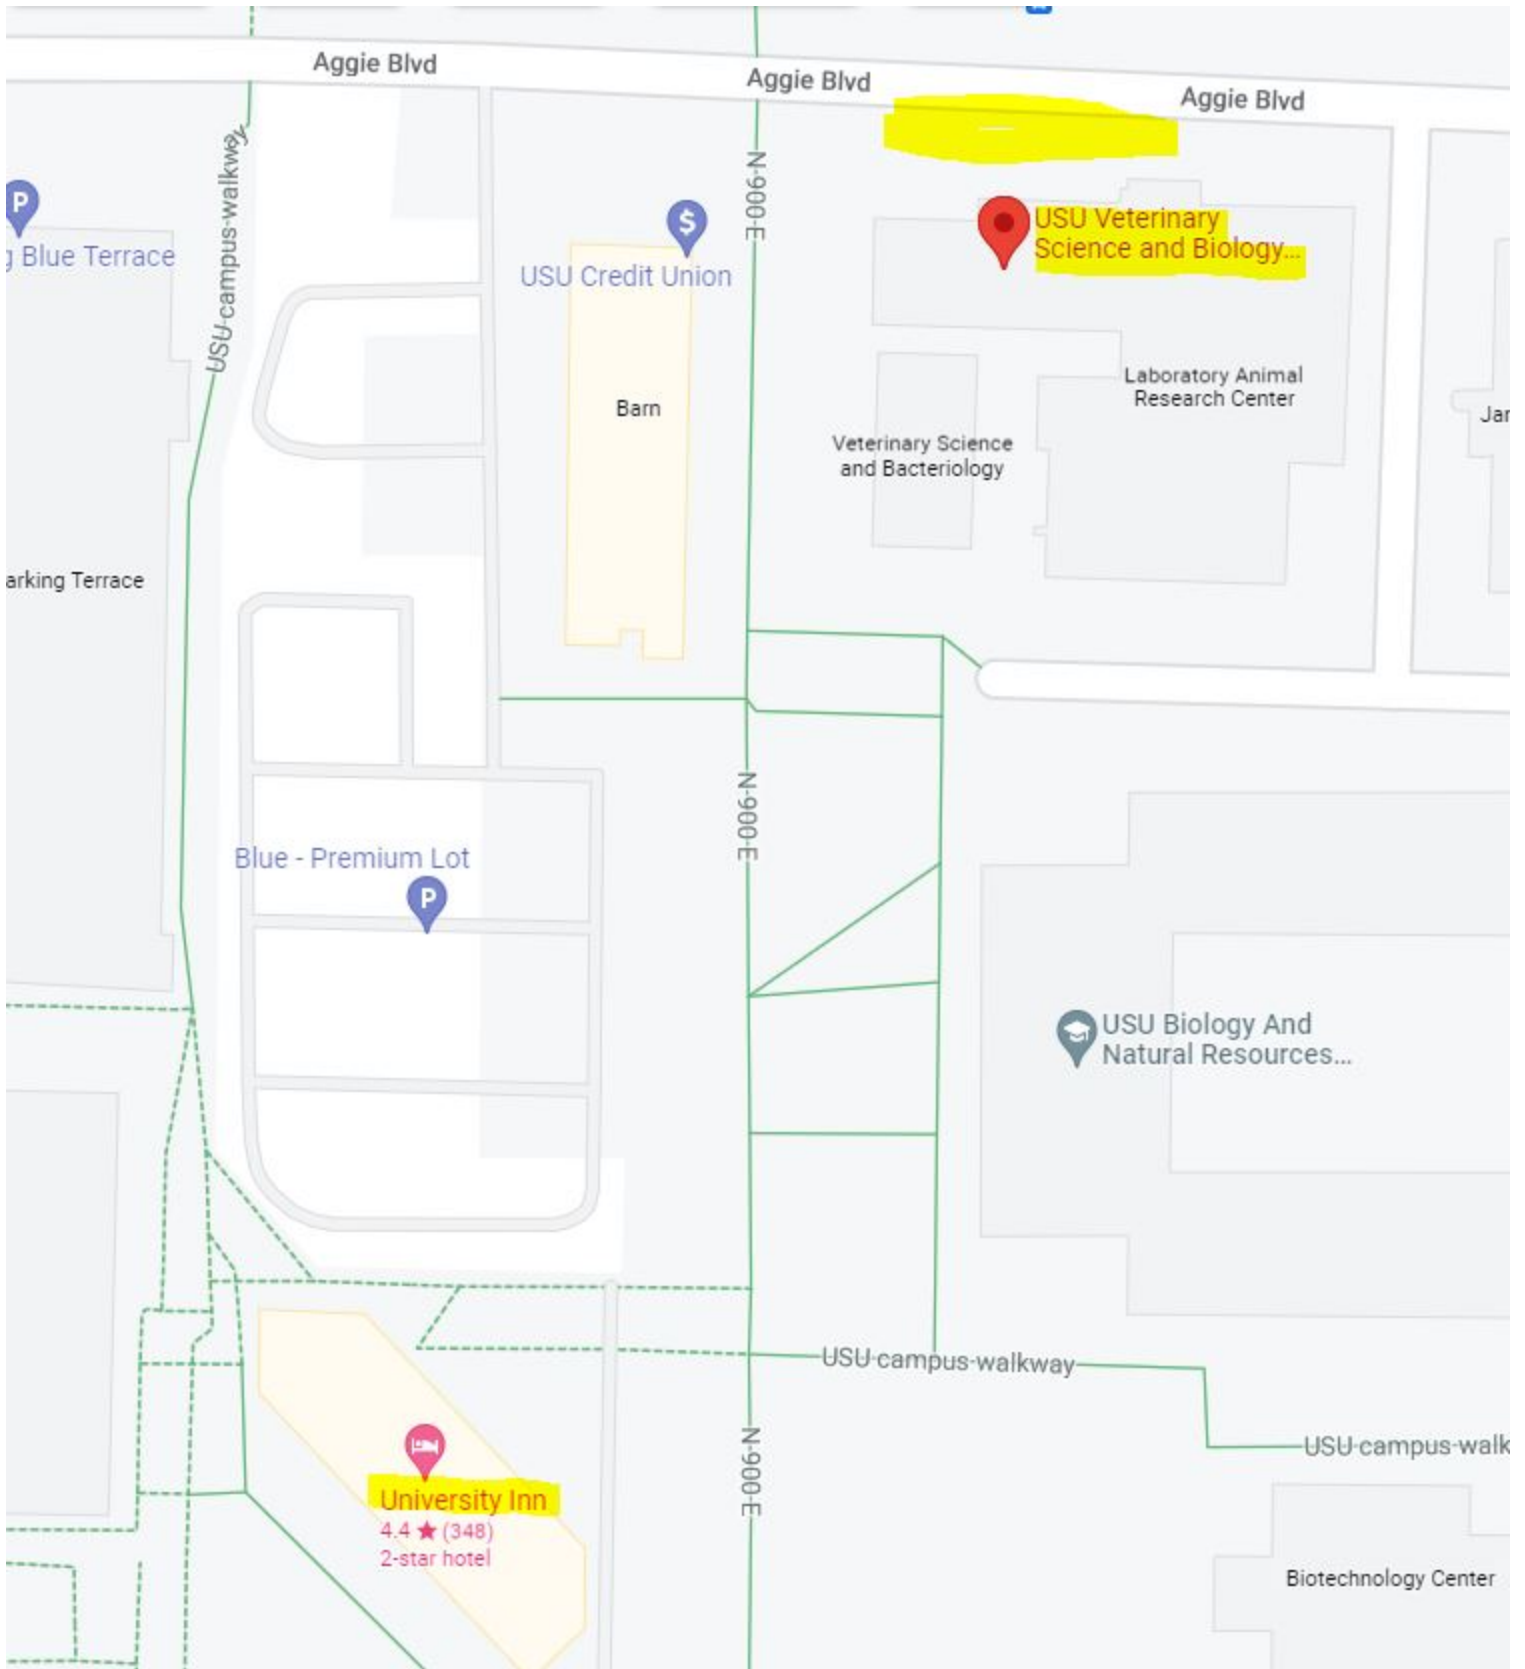 Aggie Blvd
Aggie Blvd
Aggie Blvd
USU-campus-walkway
N-900-E
P
g Blue Terrace
$
USU Credit Union
USU Veterinary
Science and Biology...
Laboratory Animal
Research Center
Barn
Jar
Veterinary Science
and Bacteriology
arking Terrace
N-900-E
Blue - Premium Lot
P
USU Biology And
Natural Resources...
USU campus-walkway
N-900-E
USU-campus-walk
University Inn
4.4 ★ (348)
2-star hotel
Biotechnology Center